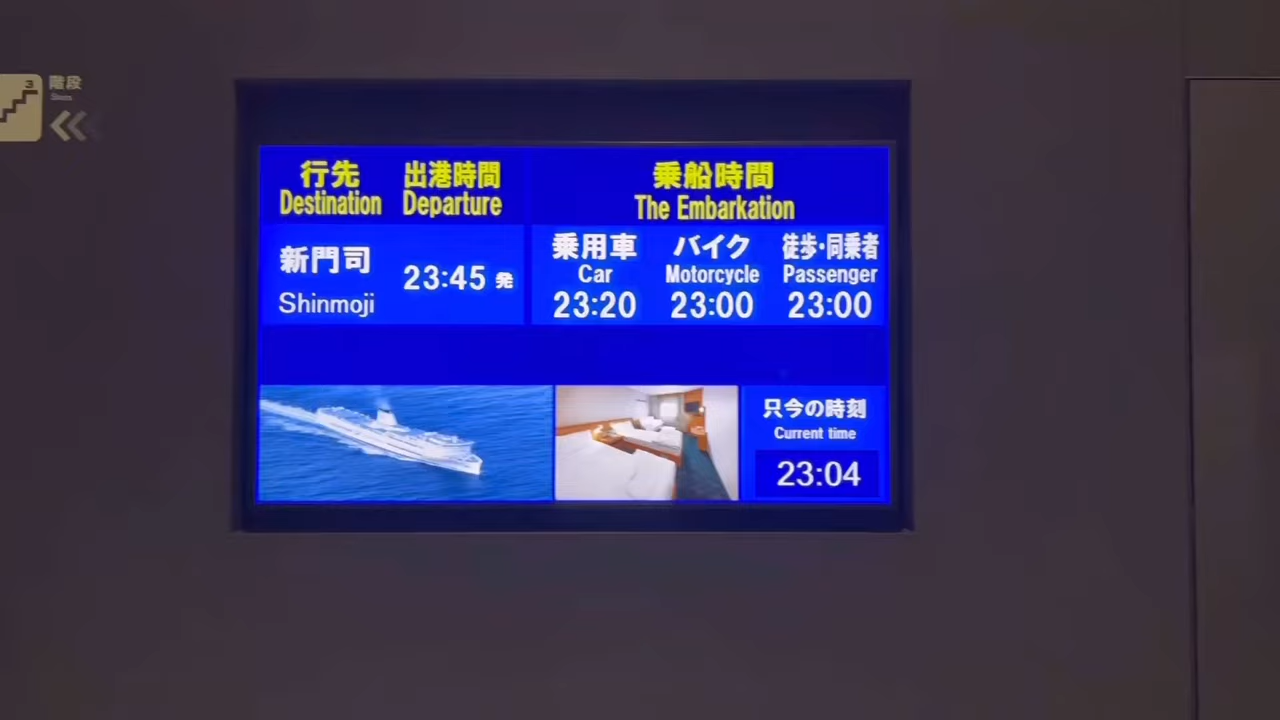 3
階段
Stairs
行先
Destination
出港時間
Departure
乗船時間
The Embarkation
新門司
Shinmoji
23:45 発
乗用車
Car
23:20
バイク
Motorcycle
23:00
徒歩・同乗者
Passenger
23:00
只今の時刻
Current time
23:04